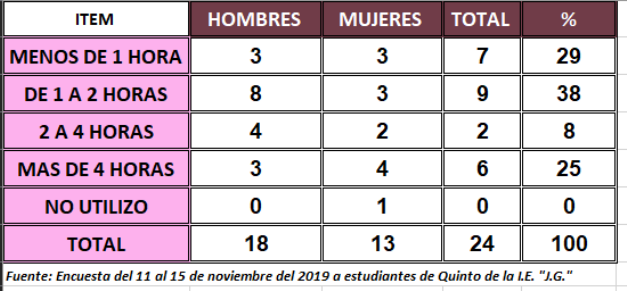 ITEM HOMBRES MUJERES TOTAL %
MENOS DE 1 HORA 3 3 7 29
DE 1 A 2 HORAS 8 3 9 38
2 A 4 HORAS 4 2 2 8
MAS DE 4 HORAS 3 4 6 25
NO UTILIZO 0 1 0 0
TOTAL 18 13 24 100
Fuente: Encuesta del 11 al 15 de noviembre del 2019 a estudiantes de Quinto de la I.E. "J.G."